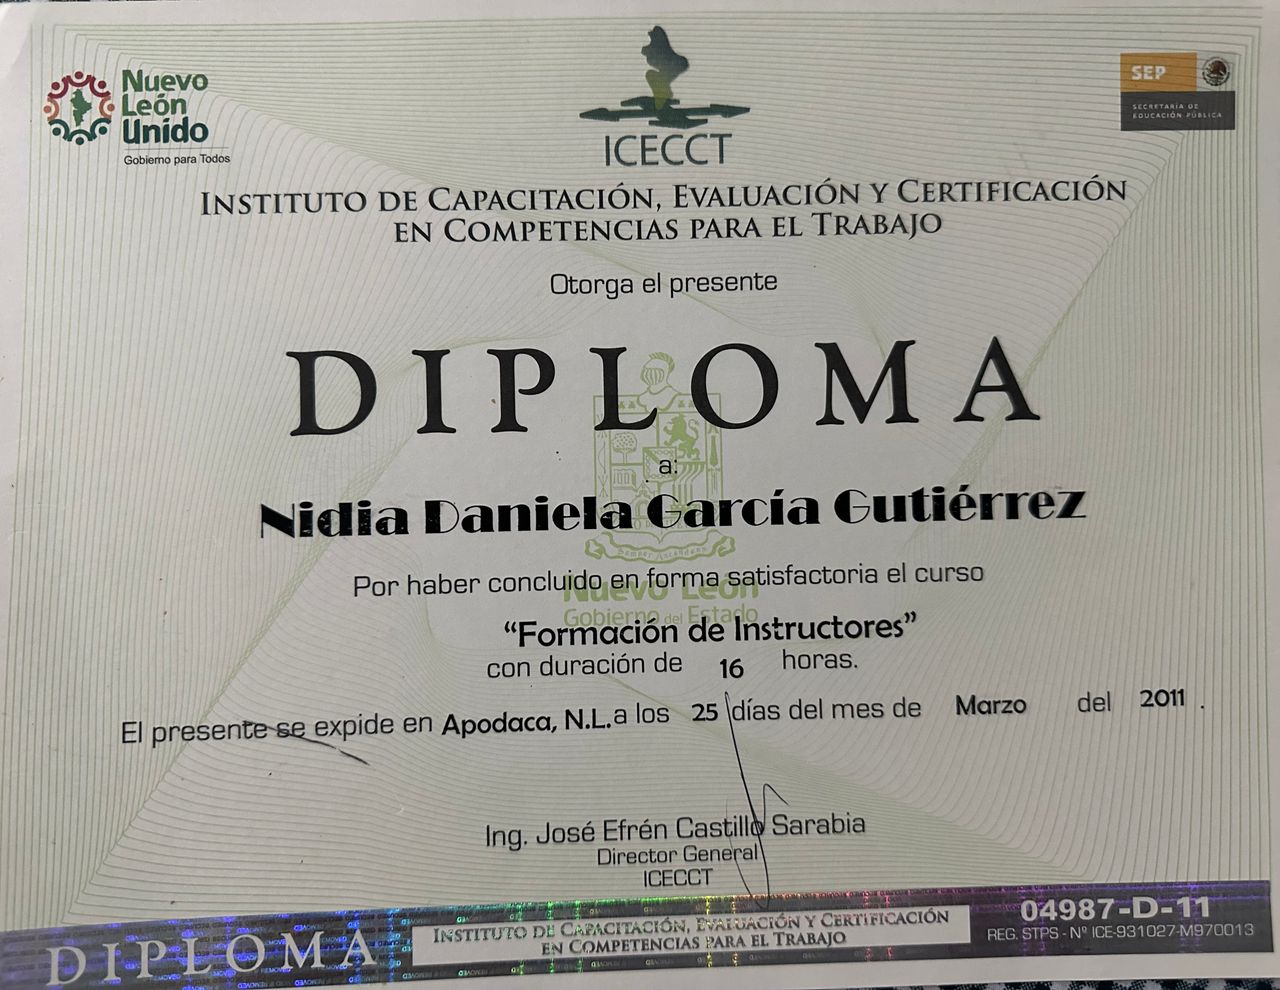 Nuevo
León
Unido
Gobierno para Todos
ICECCT
SEP
SECRETARÍA DE
EDUCACIÓN PÚBLICA
INSTITUTO DE CAPACITACIÓN, EVALUACIÓN Y CERTIFICACIÓN
EN COMPETENCIAS PARA EL TRABAJO
Otorga el presente
DIPLOMA
a:
Nidia Daniela García Gutiérrez
Semper Ascendens
Por haber concluido en forma satisfactoria el curso
Nuevo León
Gobierno del Estado
"Formación de Instructores"
con duración de 16 horas.
El presente se expide en Apodaca, N.L. a los 25 días del mes de Marzo del 2011.
Ing. José Efrén Castillo Sarabia
Director General
ICECCT
DIPLOMA
INSTITUTO DE CAPACITACIÓN, EVALUACIÓN Y CERTIFICACIÓN
EN COMPETENCIAS PARA EL TRABAJO
04987-D-11
REG. STPS - Nº ICE-931027-M970013